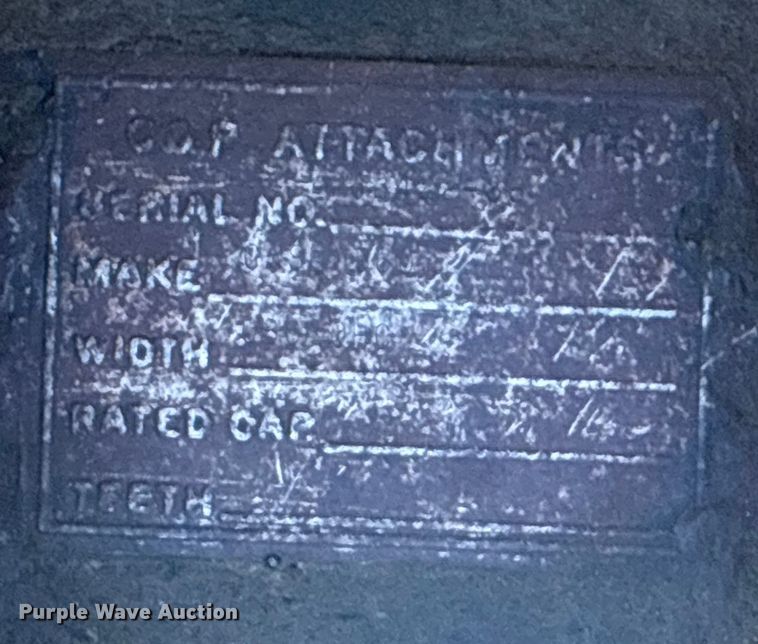 C.O.P ATTACHMENTS
SERIAL NO.
MAKE
WIDTH
RATED CAP.
TEETH
Purple Wave Auction